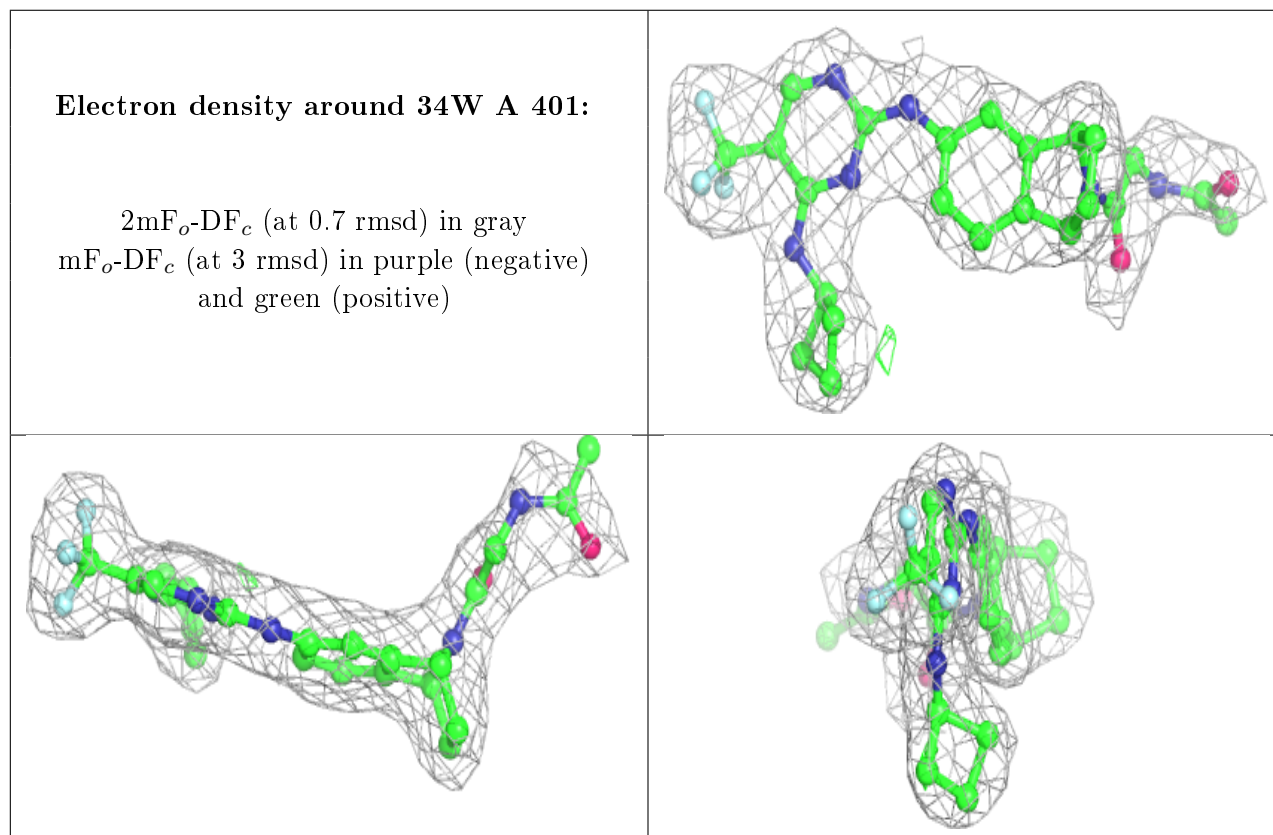 Electron density around 34W A 401:
2mFₒ-DF𝒸 (at 0.7 rmsd) in gray
mFₒ-DF𝒸 (at 3 rmsd) in purple (negative)
and green (positive)